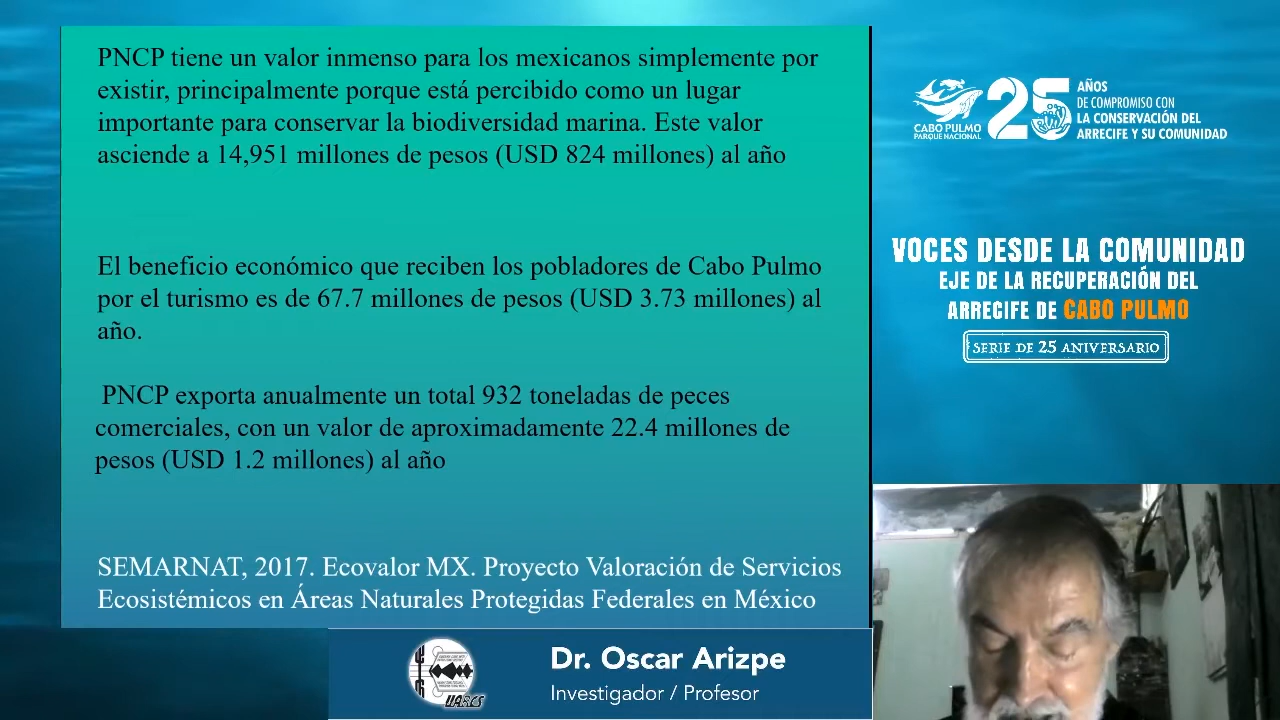 PNCP tiene un valor inmenso para los mexicanos simplemente por
existir, principalmente porque está percibido como un lugar
importante para conservar la biodiversidad marina. Este valor
asciende a 14,951 millones de pesos (USD 824 millones) al año
El beneficio económico que reciben los pobladores de Cabo Pulmo
por el turismo es de 67.7 millones de pesos (USD 3.73 millones) al
año.
PNCP exporta anualmente un total 932 toneladas de peces
comerciales, con un valor de aproximadamente 22.4 millones de
pesos (USD 1.2 millones) al año
SEMARNAT, 2017. Ecovalor MX. Proyecto Valoración de Servicios
Ecosistémicos en Áreas Naturales Protegidas Federales en México
CABO PULMO
PARQUE NACIONAL
25
AÑOS
DE COMPROMISO CON
LA CONSERVACIÓN DEL
ARRECIFE Y SU COMUNIDAD
VOCES DESDE LA COMUNIDAD
EJE DE LA RECUPERACIÓN DEL
ARRECIFE DE CABO PULMO
SERIE DE 25 ANIVERSARIO
UABCS
Dr. Oscar Arizpe
Investigador / Profesor